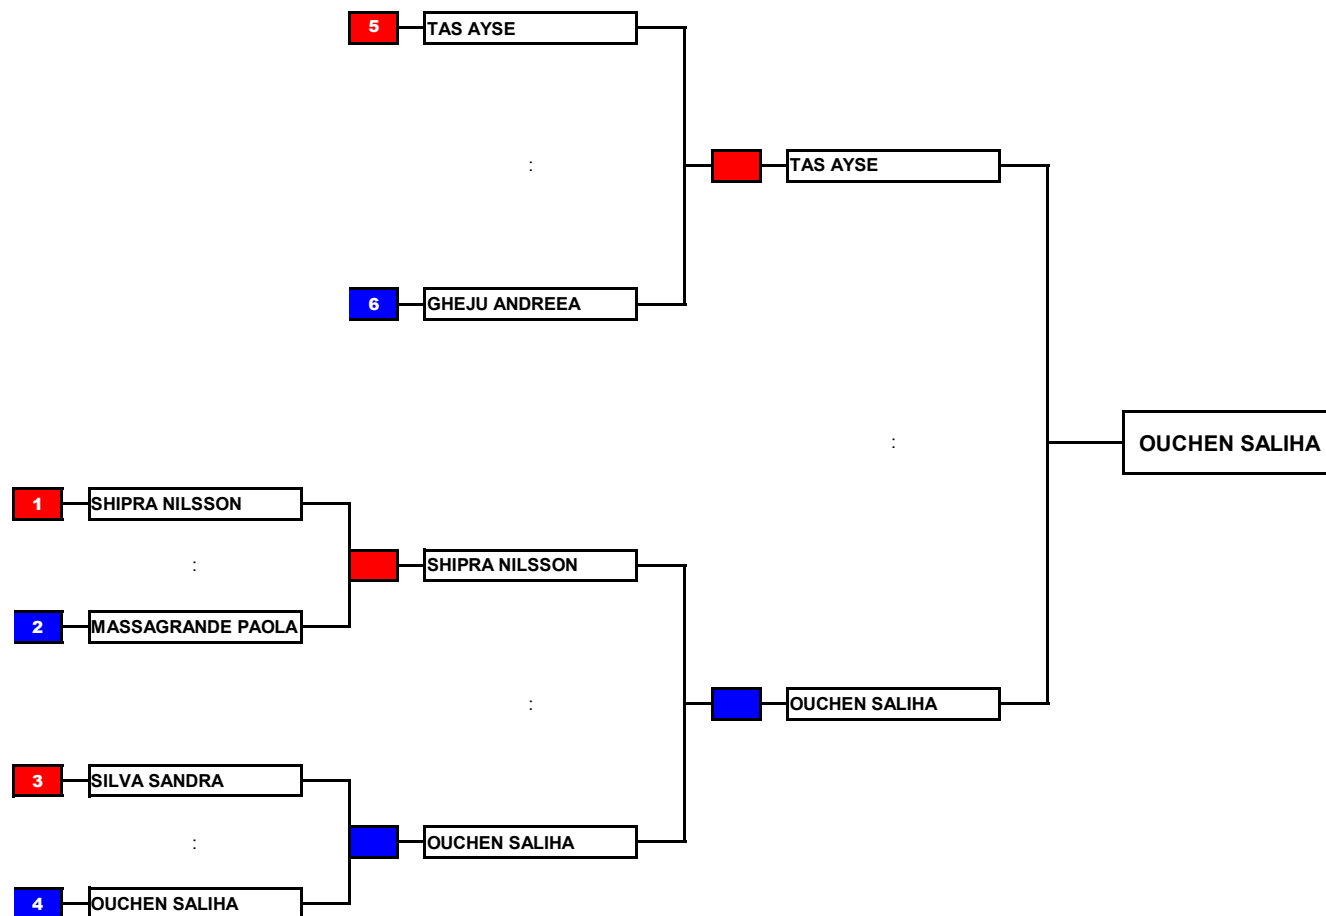 5 TAS AYSE
: TAS AYSE
6 GHEJU ANDREEA
: OUCHEN SALIHA
1 SHIPRA NILSSON
: SHIPRA NILSSON
2 MASSAGRANDE PAOLA
: OUCHEN SALIHA
3 SILVA SANDRA
: OUCHEN SALIHA
4 OUCHEN SALIHA